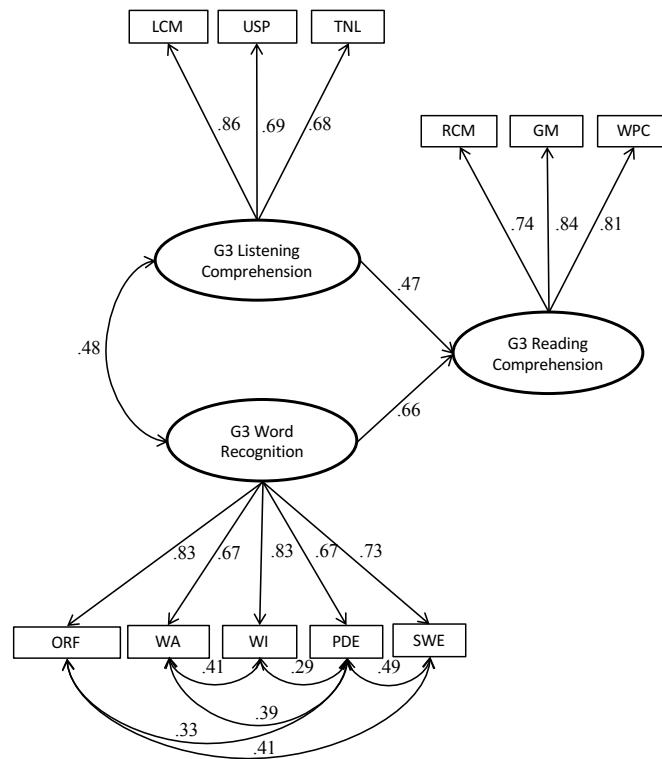 LCM USP TNL
.86 .69 .68
RCM GM WPC
.74 .84 .81
G3 Listening
Comprehension
.47
.48
G3 Reading
Comprehension
.66
G3 Word
Recognition
.83 .67 .83 .67 .73
ORF WA WI PDE SWE
.41 .29 .49
.39
.33
.41